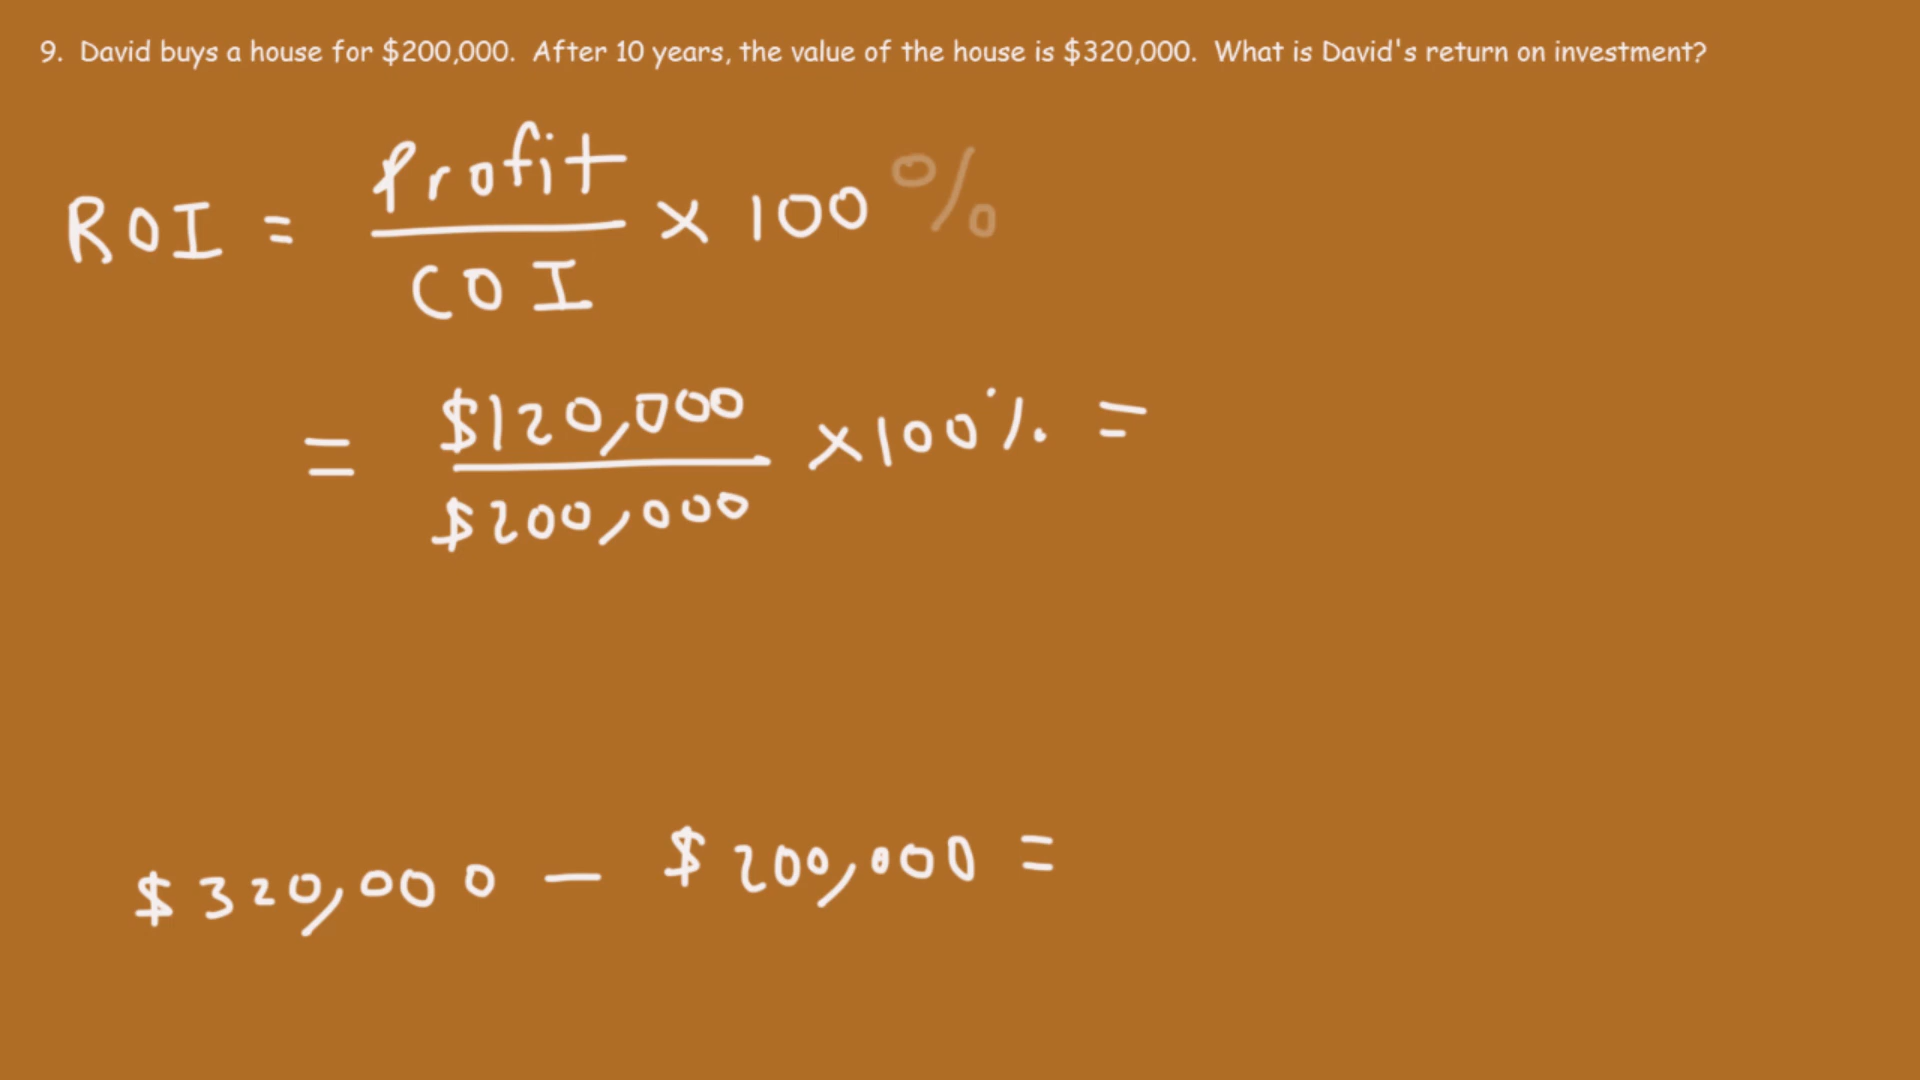 9. David buys a house for $200,000. After 10 years, the value of the house is $320,000. What is David's return on investment?
ROI = Profit / COI × 100 %
= $120,000 / $200,000 ×100% =
$320,000 − $200,000 =